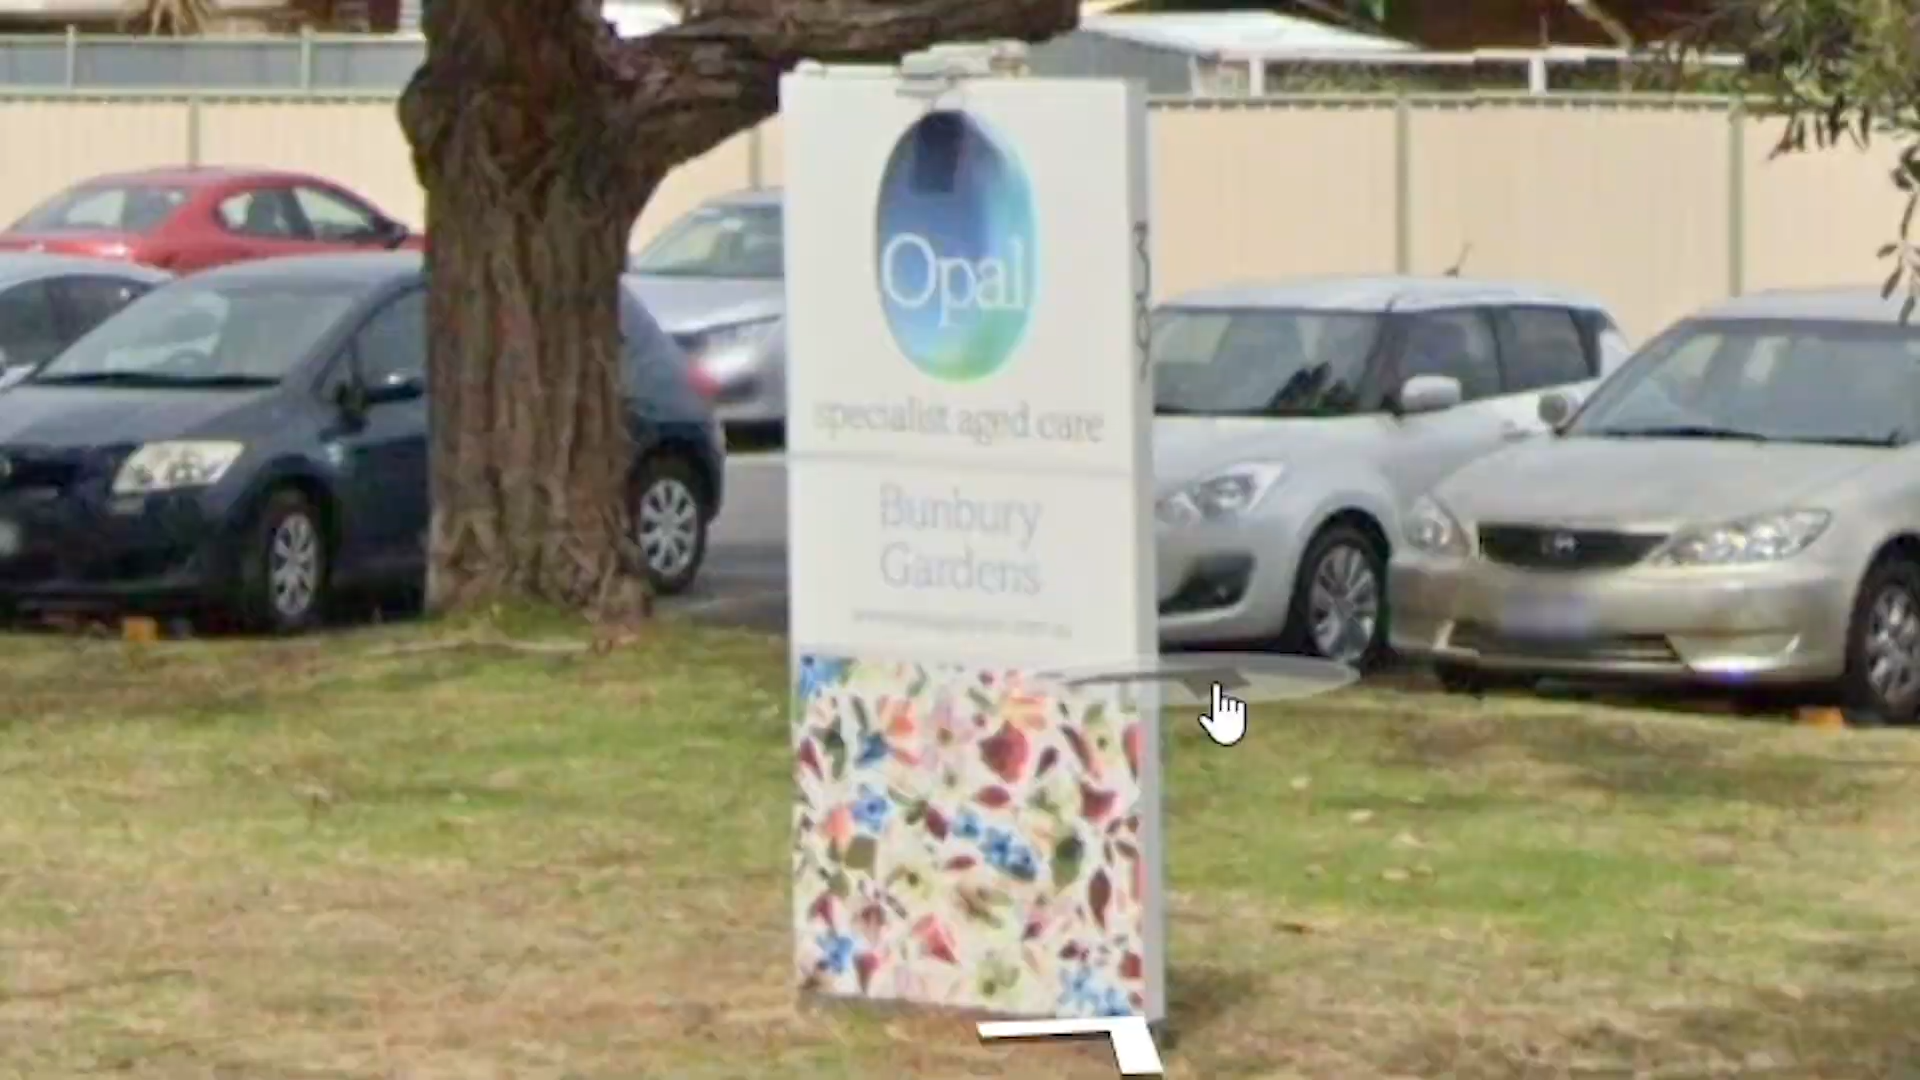 Opal
specialist aged care
Bunbury
Gardens